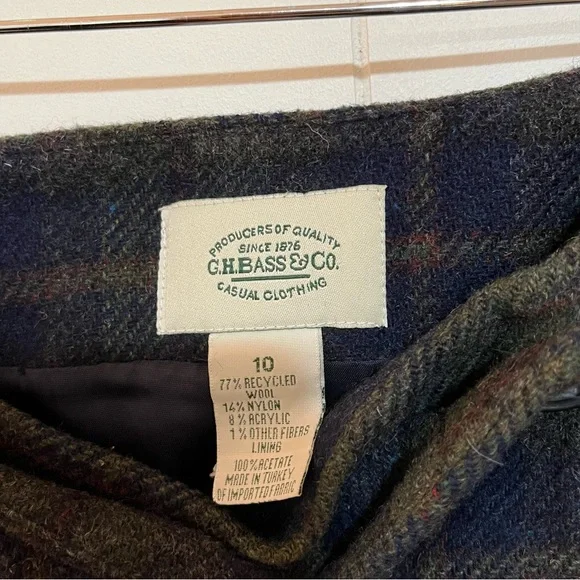 PRODUCERS OF QUALITY
SINCE 1876
G.H.BASS & CO.
CASUAL CLOTHING
10
77% RECYCLED
WOOL
14% NYLON
8% ACRYLIC
1% OTHER FIBERS
LINING
100% ACETATE
MADE IN TURKEY
OF IMPORTED FABRIC